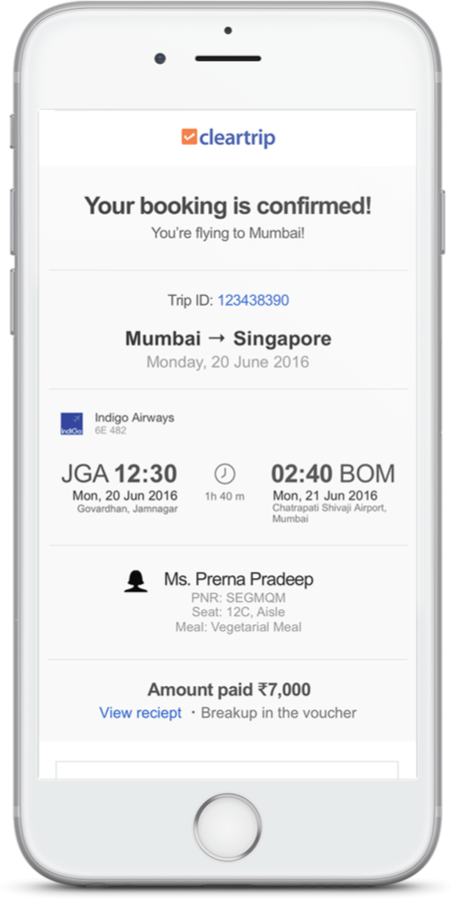 cleartrip
Your booking is confirmed!
You're flying to Mumbai!
Trip ID: 123438390
Mumbai → Singapore
Monday, 20 June 2016
Indigo Airways
IndiGo
6E 482
JGA 12:30
02:40 BOM
Mon, 20 Jun 2016
1h 40 m
Mon, 21 Jun 2016
Govardhan, Jamnagar
Chatrapati Shivaji Airport,
Mumbai
Ms. Prerna Pradeep
PNR: SEGMQM
Seat: 12C, Aisle
Meal: Vegetarial Meal
Amount paid ₹7,000
View reciept · Breakup in the voucher